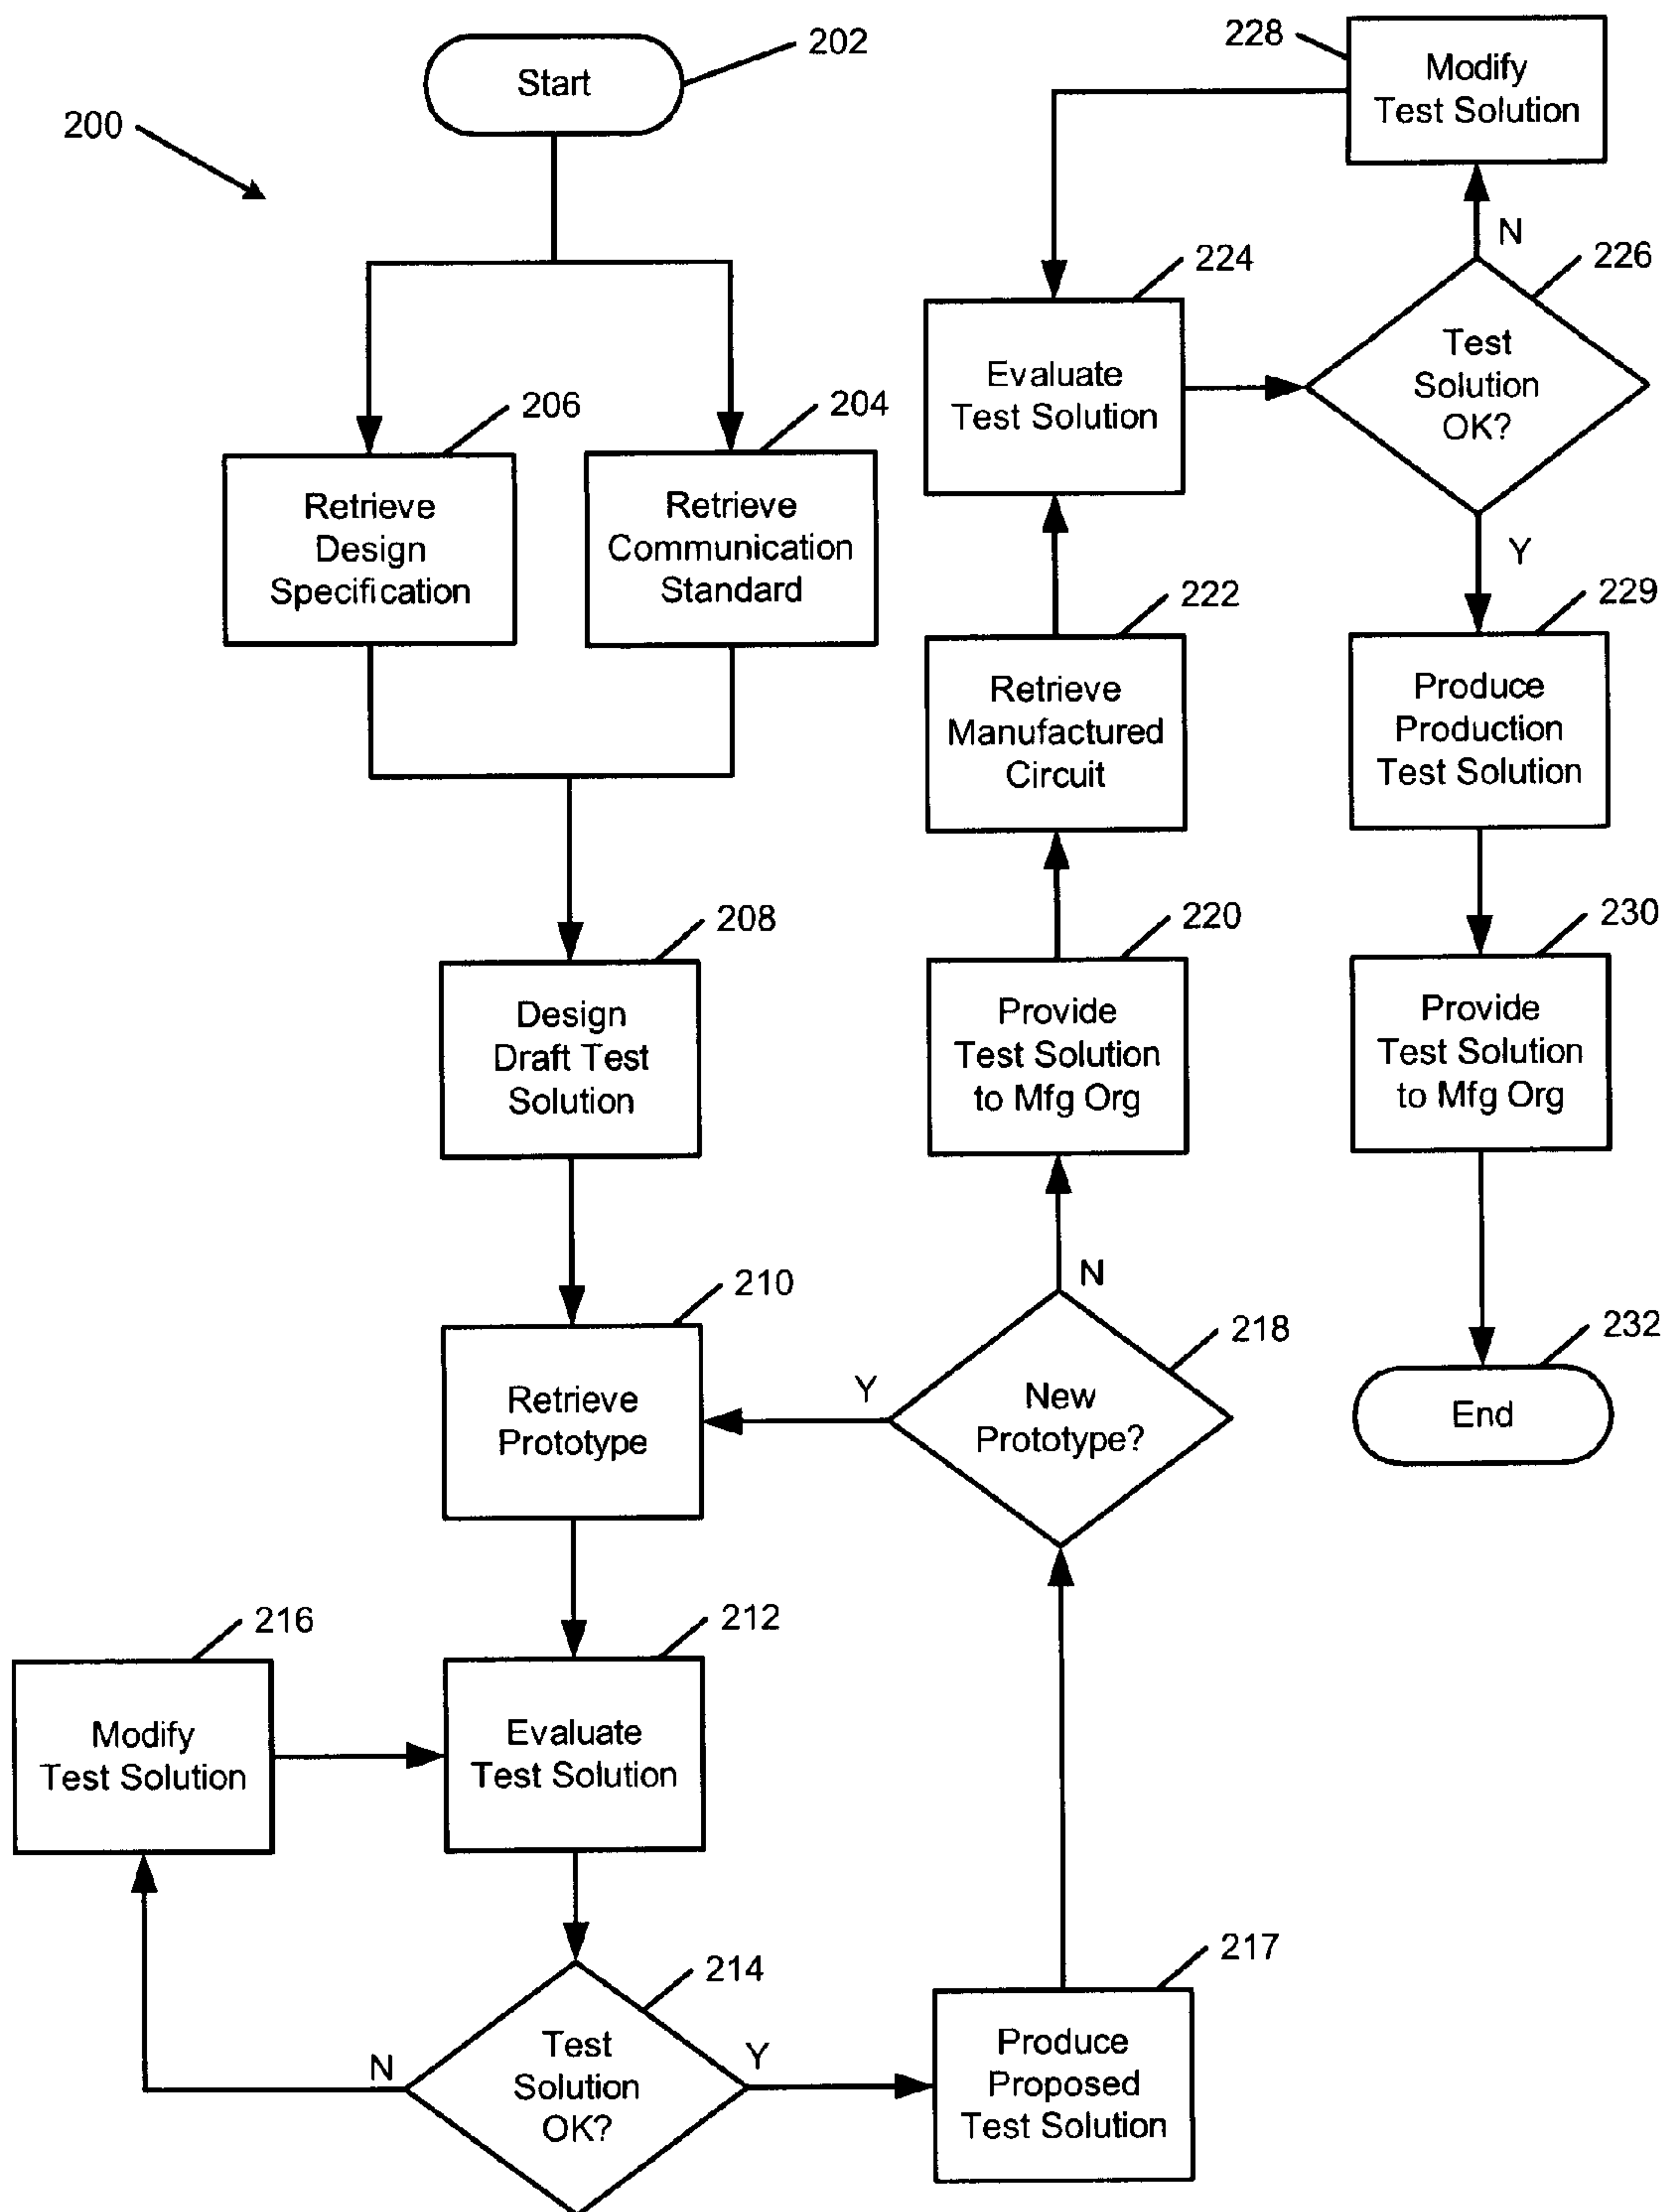 200
Start
202
206
Retrieve
Design
Specification
204
Retrieve
Communication
Standard
208
Design
Draft Test
Solution
210
Retrieve
Prototype
212
Evaluate
Test Solution
216
Modify
Test Solution
214
Test
Solution
OK?
N
Y
217
Produce
Proposed
Test Solution
218
New
Prototype?
Y
N
220
Provide
Test Solution
to Mfg Org
222
Retrieve
Manufactured
Circuit
224
Evaluate
Test Solution
226
Test
Solution
OK?
N
228
Modify
Test Solution
Y
229
Produce
Production
Test Solution
230
Provide
Test Solution
to Mfg Org
232
End